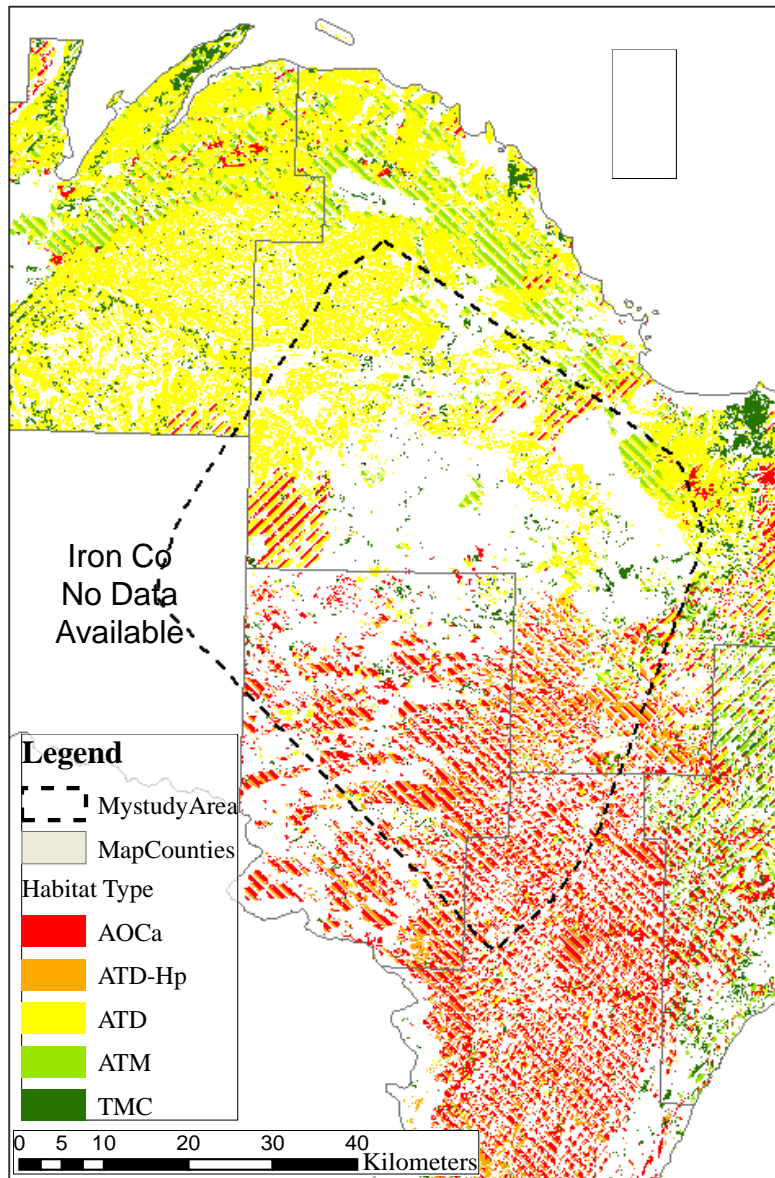 Iron Co
No Data
Available
Legend
MystudyArea
MapCounties
Habitat Type
AOCa
ATD-Hp
ATD
ATM
TMC
0 5 10 20 30 40
Kilometers